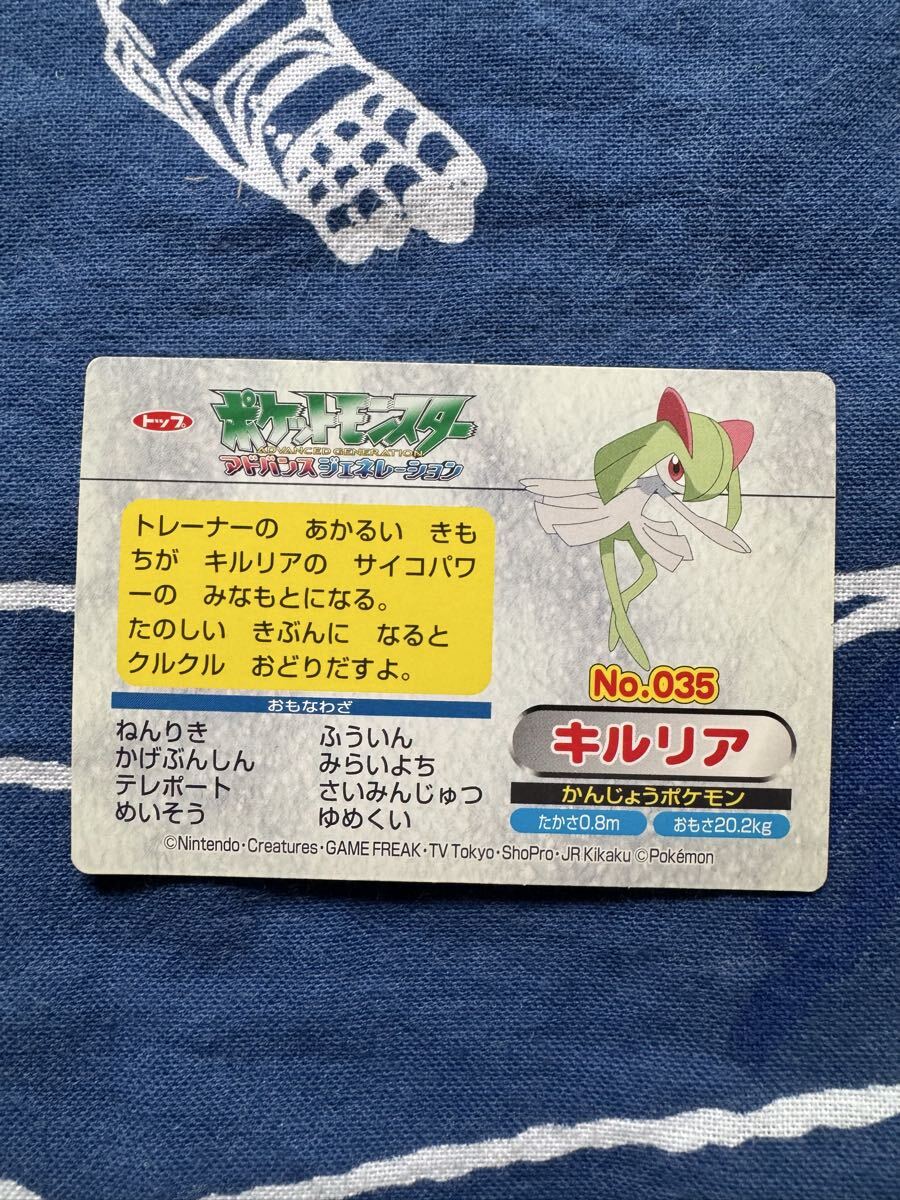 トップ
ポケットモンスター
ADVANCED GENERATION
アドバンスジェネレーション
トレーナーの　あかるい　きも
ちが　キルリアの　サイコパワ
ーの　みなもとになる。
たのしい　きぶんに　なると
クルクル　おどりだすよ。
おもなわざ
ねんりき
かげぶんしん
テレポート
めいそう
ふういん
みらいよち
さいみんじゅつ
ゆめくい
No.035
キルリア
かんじょうポケモン
たかさ0.8m
おもさ20.2kg
©Nintendo・Creatures・GAME FREAK・TV Tokyo・ShoPro・JR Kikaku ©Pokémon